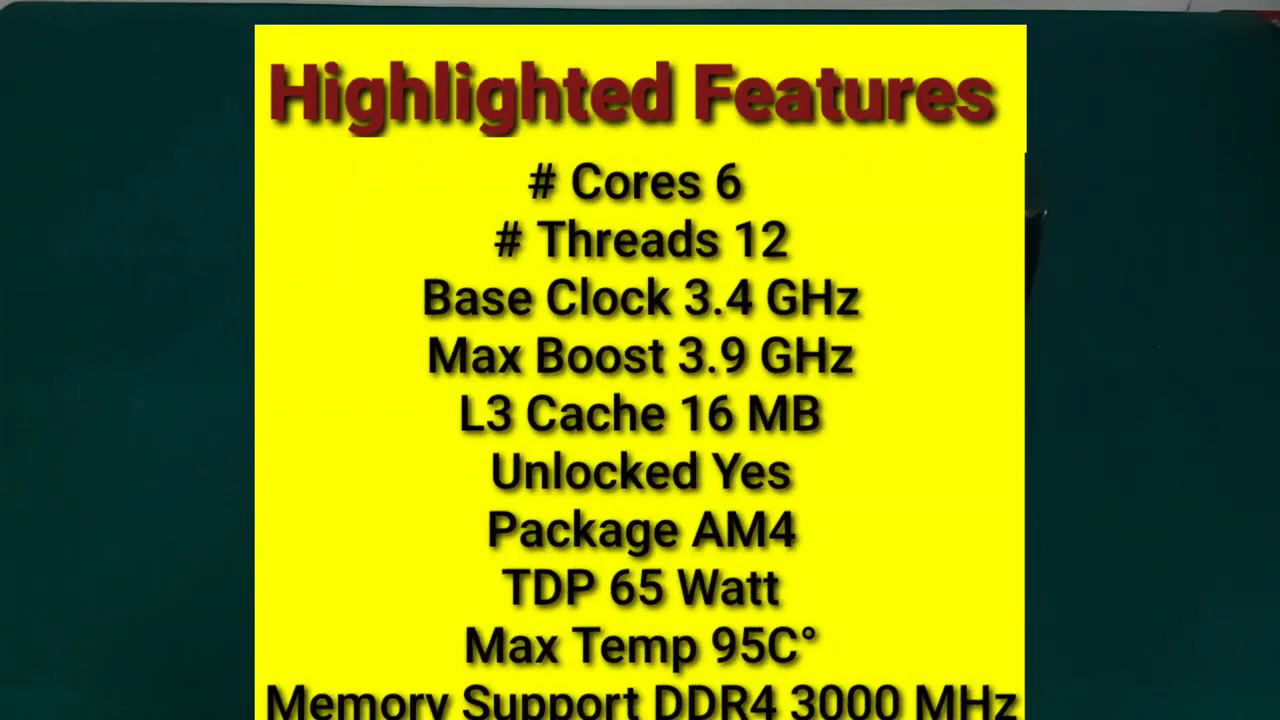 Highlighted Features
# Cores 6
# Threads 12
Base Clock 3.4 GHz
Max Boost 3.9 GHz
L3 Cache 16 MB
Unlocked Yes
Package AM4
TDP 65 Watt
Max Temp 95C°
Memory Support DDR4 3000 MHz